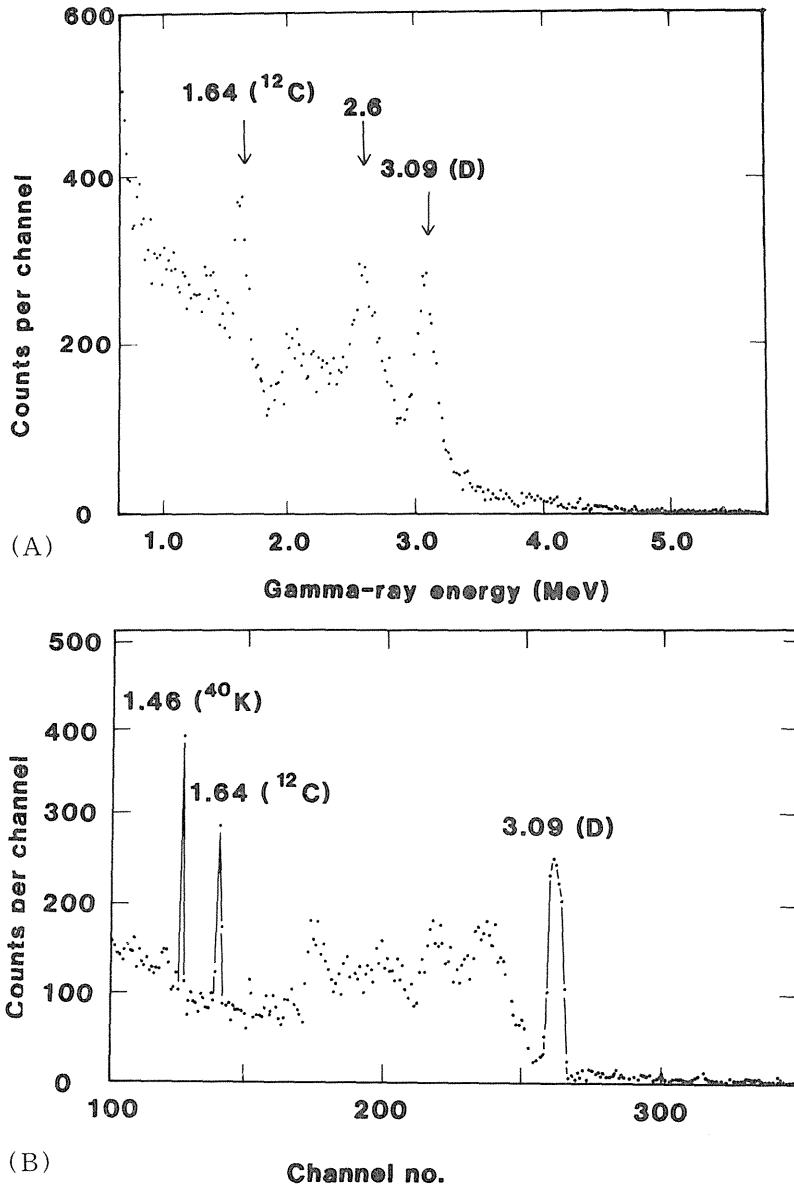 600
1.64 (¹²C)
2.6
3.09 (D)
400
200
0
Counts per channel
1.0 2.0 3.0 4.0 5.0
(A)
Gamma-ray energy (MeV)
500
1.46 (⁴⁰K)
400
1.64 ( ¹²C)
300
3.09 (D)
200
100
0
Counts per channel
100 200 300
(B)
Channel no.